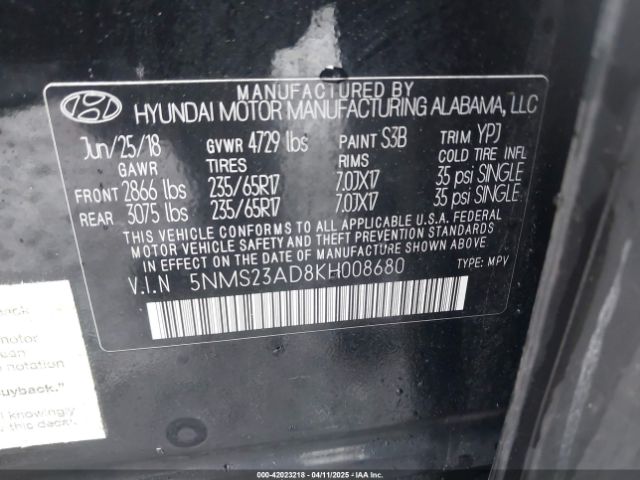 MANUFACTURED BY
HYUNDAI MOTOR MANUFACTURING ALABAMA, LLC
Jun/25/18 GVWR 4729 lbs PAINT S3B TRIM YPJ
GAWR TIRES RIMS COLD TIRE INFL
FRONT 2866 lbs 235/65R17 7.0JX17 35 psi SINGLE
REAR 3075 lbs 235/65R17 7.0JX17 35 psi SINGLE
THIS VEHICLE CONFORMS TO ALL APPLICABLE U.S.A. FEDERAL
MOTOR VEHICLE SAFETY AND THEFT PREVENTION STANDARDS
IN EFFECT ON THE DATE OF MANUFACTURE SHOWN ABOVE.
V.I.N 5NMS23AD8KH008680 TYPE: MPV
motor
notation
uyback."
knowingly
this decal.
00-42023218 - 04/11/2025 - IAAI Inc.